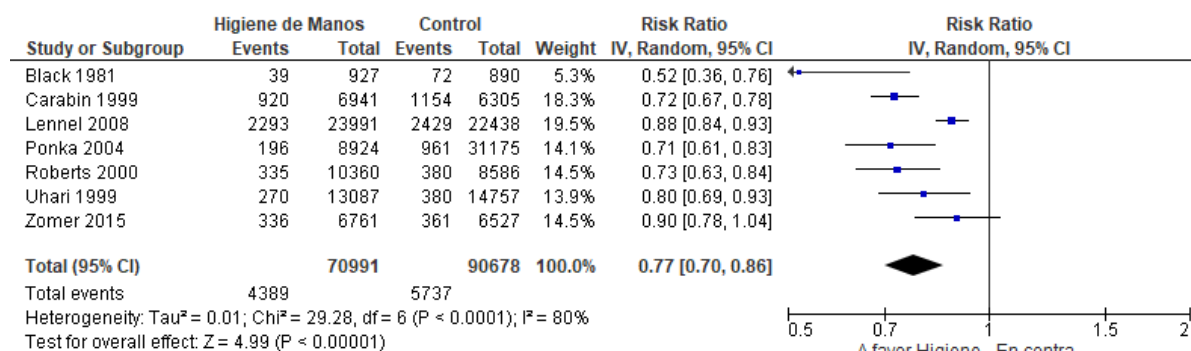 Higiene de Manos Control Risk Ratio Risk Ratio
Study or Subgroup Events Total Events Total Weight IV, Random, 95% CI IV, Random, 95% CI
Black 1981 39 927 72 890 5.3% 0.52 [0.36, 0.76]
Carabin 1999 920 6941 1154 6305 18.3% 0.72 [0.67, 0.78]
Lennel 2008 2293 23991 2429 22438 19.5% 0.88 [0.84, 0.93]
Ponka 2004 196 8924 961 31175 14.1% 0.71 [0.61, 0.83]
Roberts 2000 335 10360 380 8586 14.5% 0.73 [0.63, 0.84]
Uhari 1999 270 13087 380 14757 13.9% 0.80 [0.69, 0.93]
Zomer 2015 336 6761 361 6527 14.5% 0.90 [0.78, 1.04]
Total (95% CI) 70991 90678 100.0% 0.77 [0.70, 0.86]
Total events 4389 5737
Heterogeneity: Tau² = 0.01; Chi² = 29.28, df = 6 (P < 0.0001); I² = 80%
Test for overall effect: Z = 4.99 (P < 0.00001)
0.5 0.7 1 1.5 2
A favor Higiene En contra